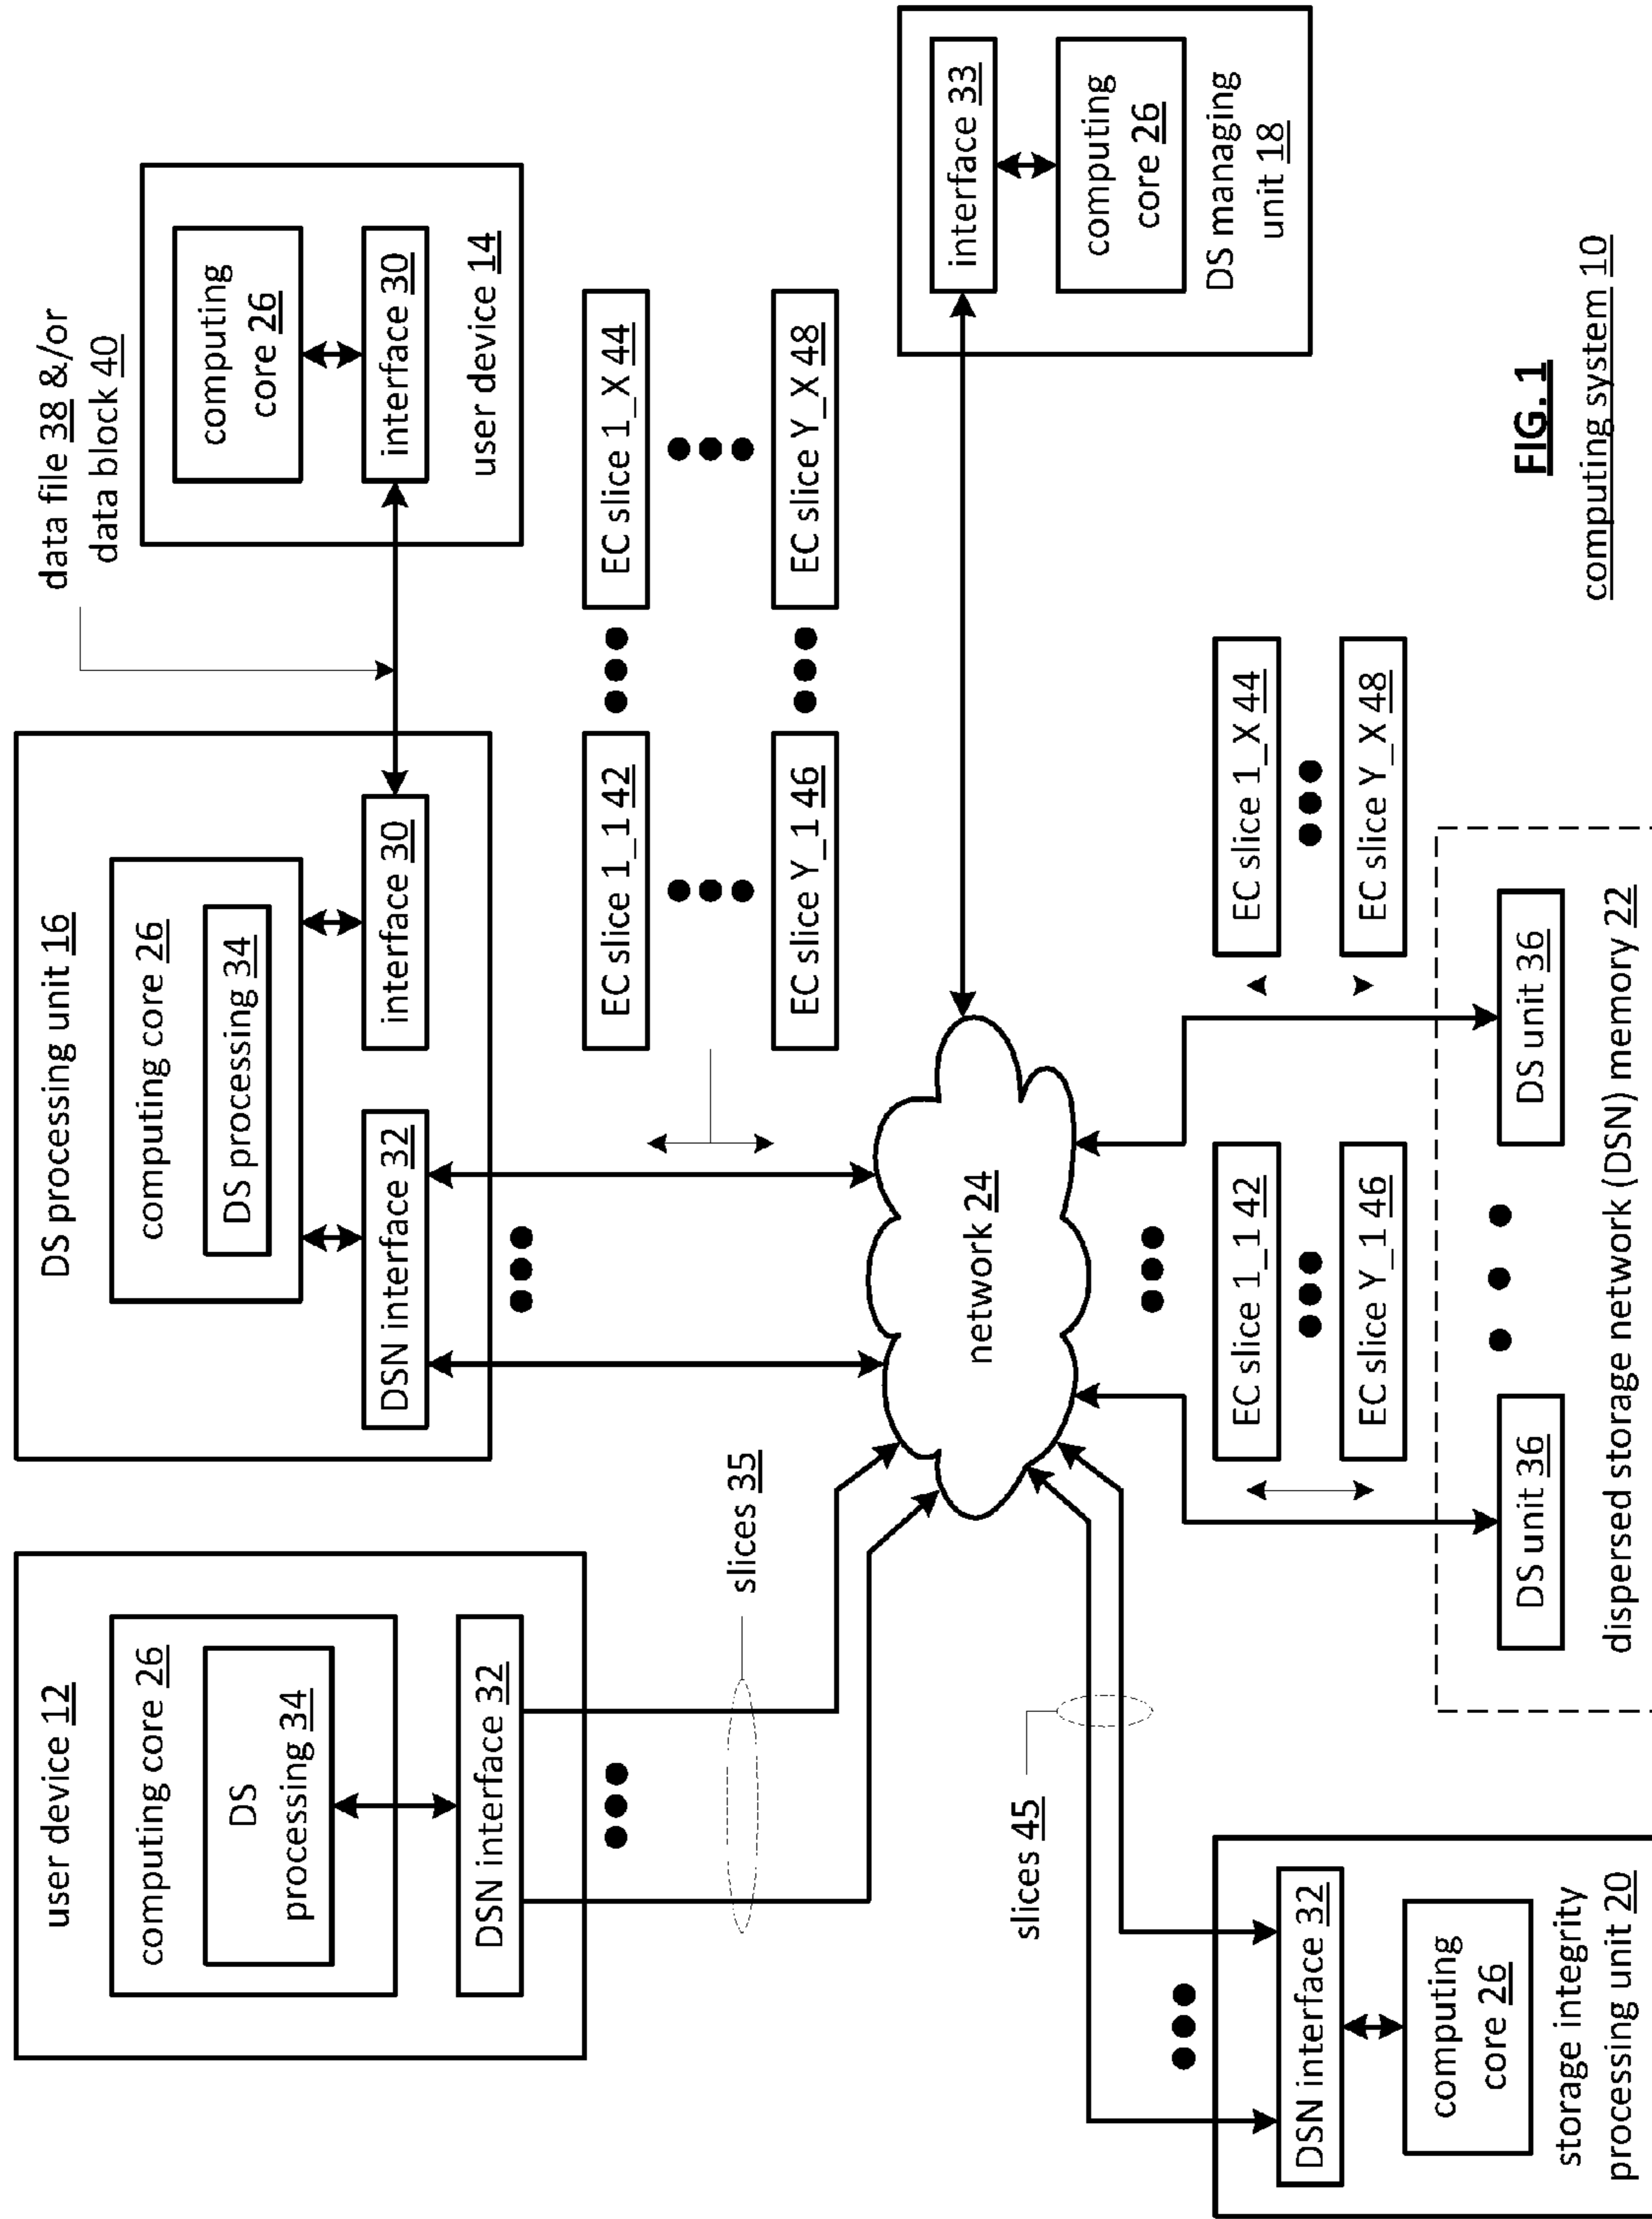 user device 12
computing core 26
DS
processing 34
DSN interface 32
slices 35
DS processing unit 16
computing core 26
DS processing 34
DSN interface 32
interface 30
data file 38 &/or
data block 40
computing
core 26
interface 30
user device 14
EC slice 1_1 42
EC slice 1_X 44
EC slice Y_1 46
EC slice Y_X 48
network 24
interface 33
computing
core 26
DS managing
unit 18
slices 45
DSN interface 32
computing
core 26
storage integrity
processing unit 20
EC slice 1_1 42
EC slice Y_1 46
EC slice 1_X 44
EC slice Y_X 48
DS unit 36
DS unit 36
dispersed storage network (DSN) memory 22
FIG. 1
computing system 10